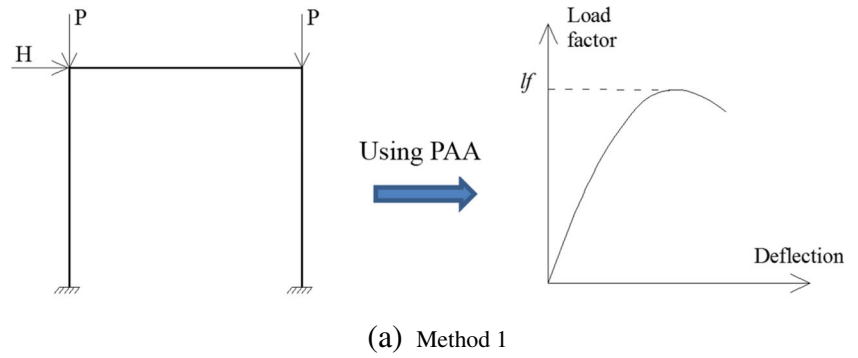 P
P
H
Using PAA
Load
factor
lf
Deflection
(a) Method 1